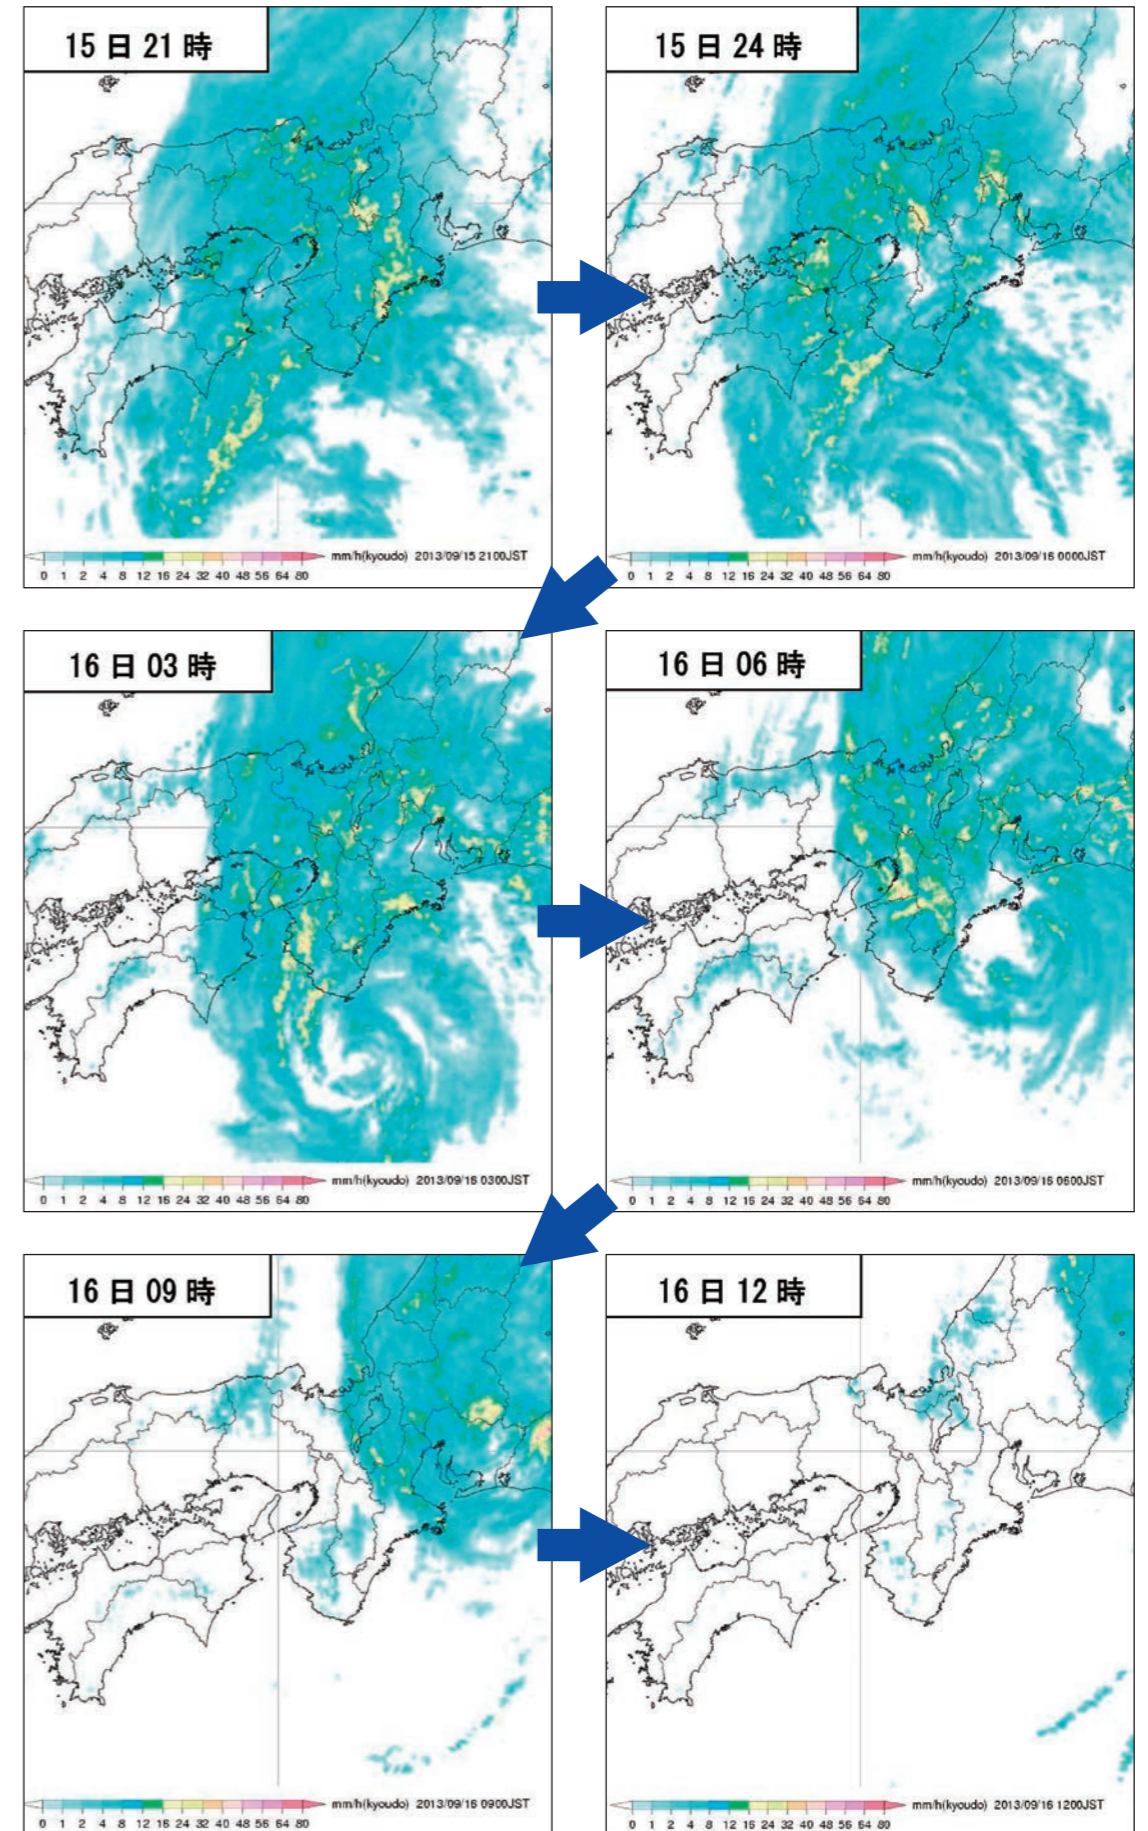 15日21時
15日24時
0 1 2 4 8 12 16 24 32 40 48 56 64 80 mm/h(kyoudo) 2013/09/15 2100JST
0 1 2 4 8 12 16 24 32 40 48 56 64 80 mm/h(kyoudo) 2013/09/16 0000JST
16日03時
16日06時
0 1 2 4 8 12 16 24 32 40 48 56 64 80 mm/h(kyoudo) 2013/09/16 0300JST
0 1 2 4 8 12 16 24 32 40 48 56 64 80 mm/h(kyoudo) 2013/09/16 0600JST
16日09時
16日12時
0 1 2 4 8 12 16 24 32 40 48 56 64 80 mm/h(kyoudo) 2013/09/16 0900JST
0 1 2 4 8 12 16 24 32 40 48 56 64 80 mm/h(kyoudo) 2013/09/16 1200JST